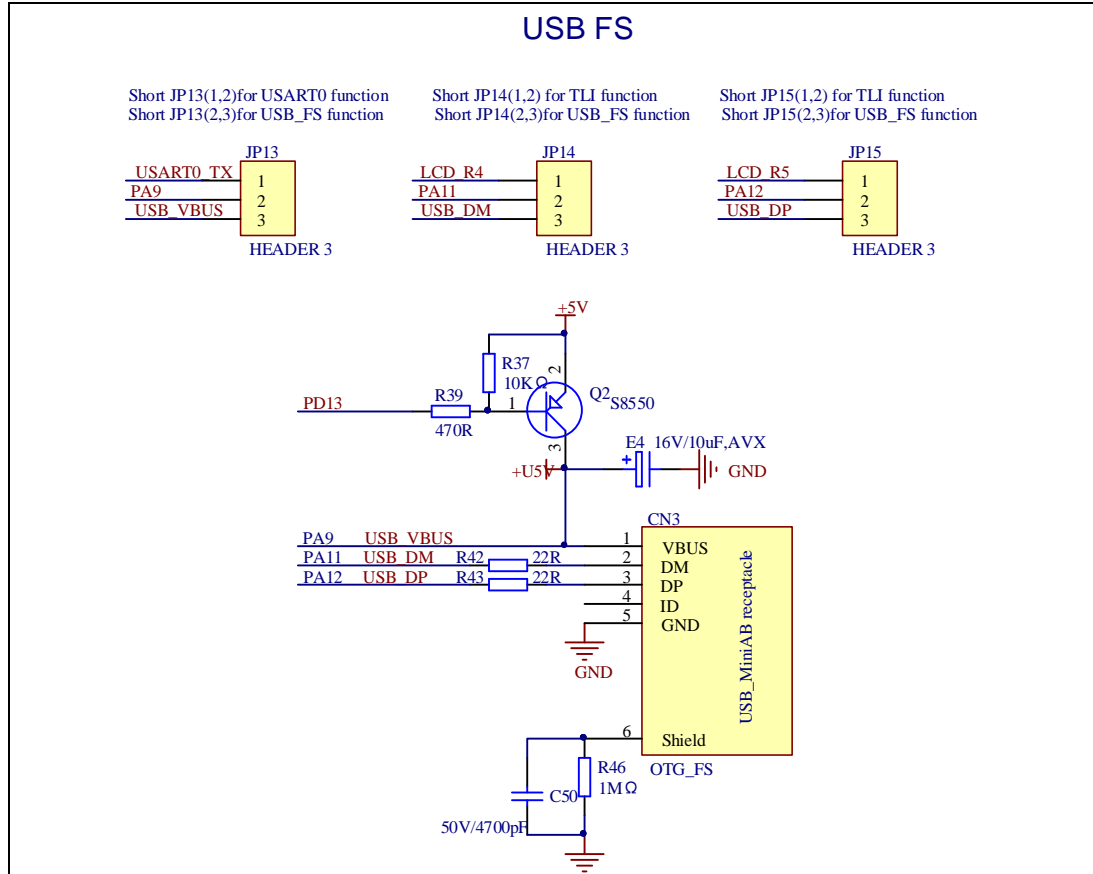 USB FS
Short JP13(1,2)for USART0 function
Short JP13(2,3)for USB_FS function
Short JP14(1,2) for TLI function
Short JP14(2,3)for USB_FS function
Short JP15(1,2) for TLI function
Short JP15(2,3)for USB_FS function
JP13
USART0_TX 1
PA9 2
USB_VBUS 3
HEADER 3
JP14
LCD_R4 1
PA11 2
USB_DM 3
HEADER 3
JP15
LCD_R5 1
PA12 2
USB_DP 3
HEADER 3
+5V
R37
10KΩ
2
Q2 S8550
PD13 R39 1
470R
3
E4 16V/10uF,AVX
+U5V + GND
CN3
PA9 USB_VBUS 1 VBUS
PA11 USB_DM R42 22R 2 DM
PA12 USB_DP R43 22R 3 DP
4 ID
5 GND
GND
USB_MiniAB receptacle
6 Shield
OTG_FS
R46
1MΩ
C50
50V/4700pF